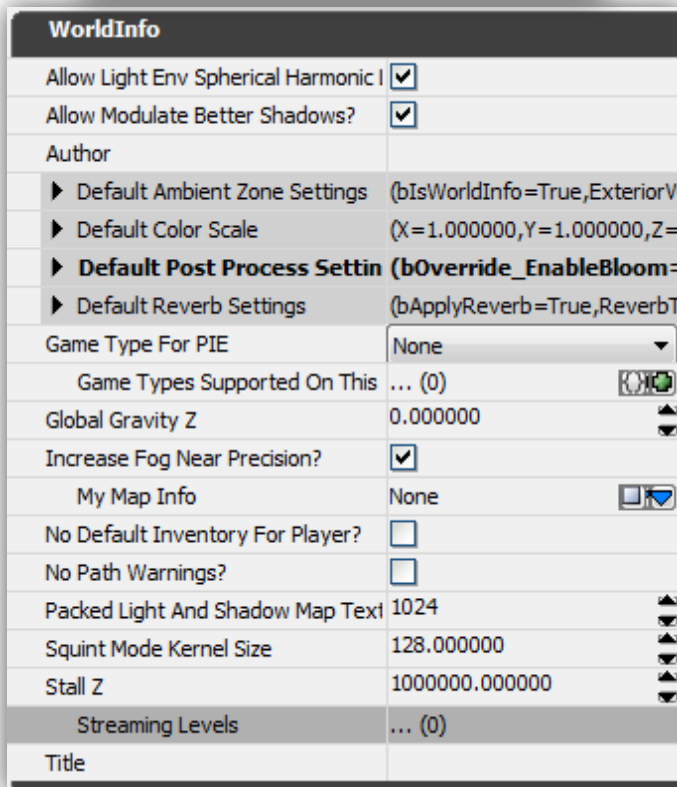 WorldInfo
Allow Light Env Spherical Harmonic
Allow Modulate Better Shadows?
Author
Default Ambient Zone Settings (bIsWorldInfo=True,ExteriorV
Default Color Scale (X=1.000000,Y=1.000000,Z=
Default Post Process Settin (bOverride_EnableBloom=
Default Reverb Settings (bApplyReverb=True,ReverbT
Game Type For PIE None
Game Types Supported On This ... (0)
Global Gravity Z 0.000000
Increase Fog Near Precision?
My Map Info None
No Default Inventory For Player?
No Path Warnings?
Packed Light And Shadow Map Text 1024
Squint Mode Kernel Size 128.000000
Stall Z 1000000.000000
Streaming Levels ... (0)
Title